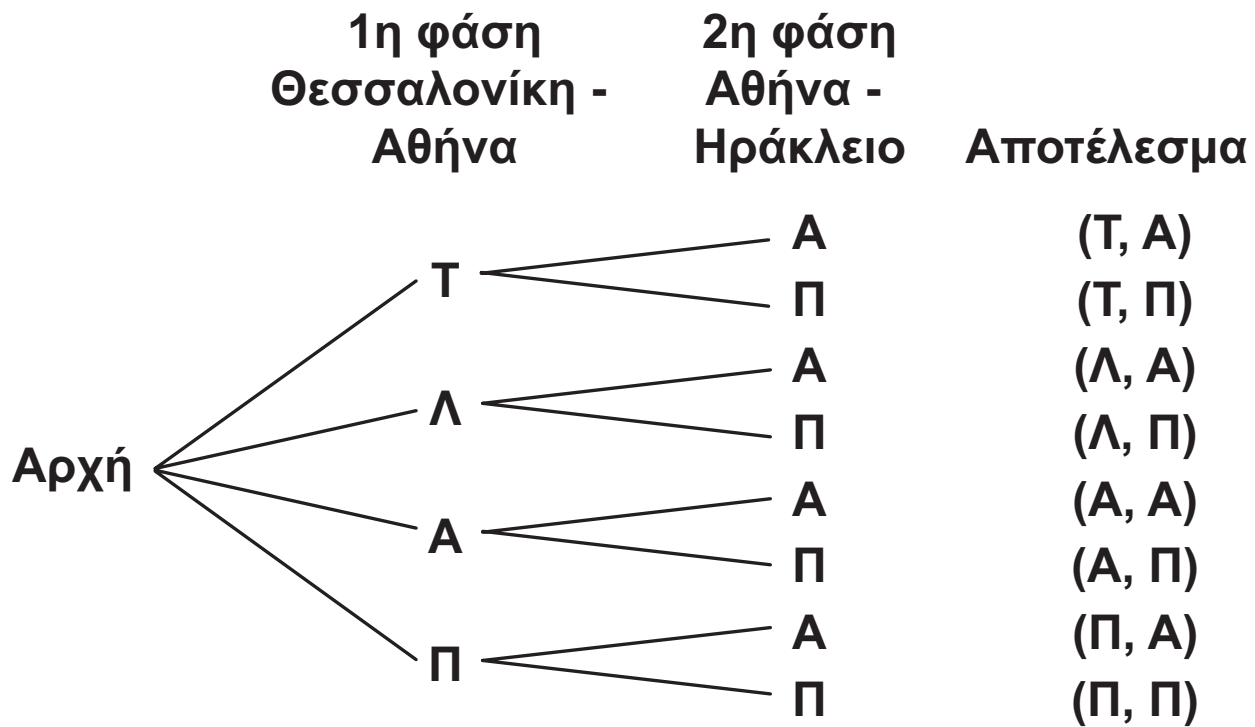 1η φάση
Θεσσαλονίκη -
Αθήνα
2η φάση
Αθήνα -
Ηράκλειο
Αποτέλεσμα
Αρχή
Τ
Α
(Τ, Α)
Π
(Τ, Π)
Λ
Α
(Λ, Α)
Π
(Λ, Π)
Α
Α
(Α, Α)
Π
(Α, Π)
Π
Α
(Π, Α)
Π
(Π, Π)